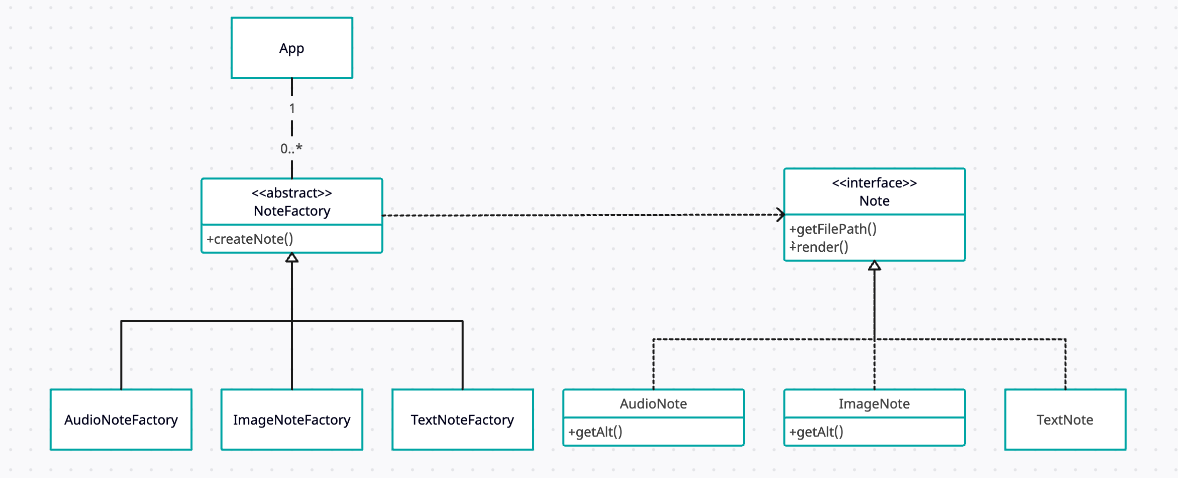 App
1
0..*
<<abstract>>
NoteFactory
+createNote()
<<interface>>
Note
+getFilePath()
+render()
AudioNoteFactory
ImageNoteFactory
TextNoteFactory
AudioNote
+getAlt()
ImageNote
+getAlt()
TextNote